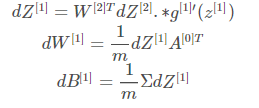 dZ^{[1]} = W^{[2]T} dZ^{[2]} .* g^{[1]}′(z^{[1]})
dW^{[1]} = \frac{1}{m} dZ^{[1]} A^{[0]T}
dB^{[1]} = \frac{1}{m} Σ dZ^{[1]}